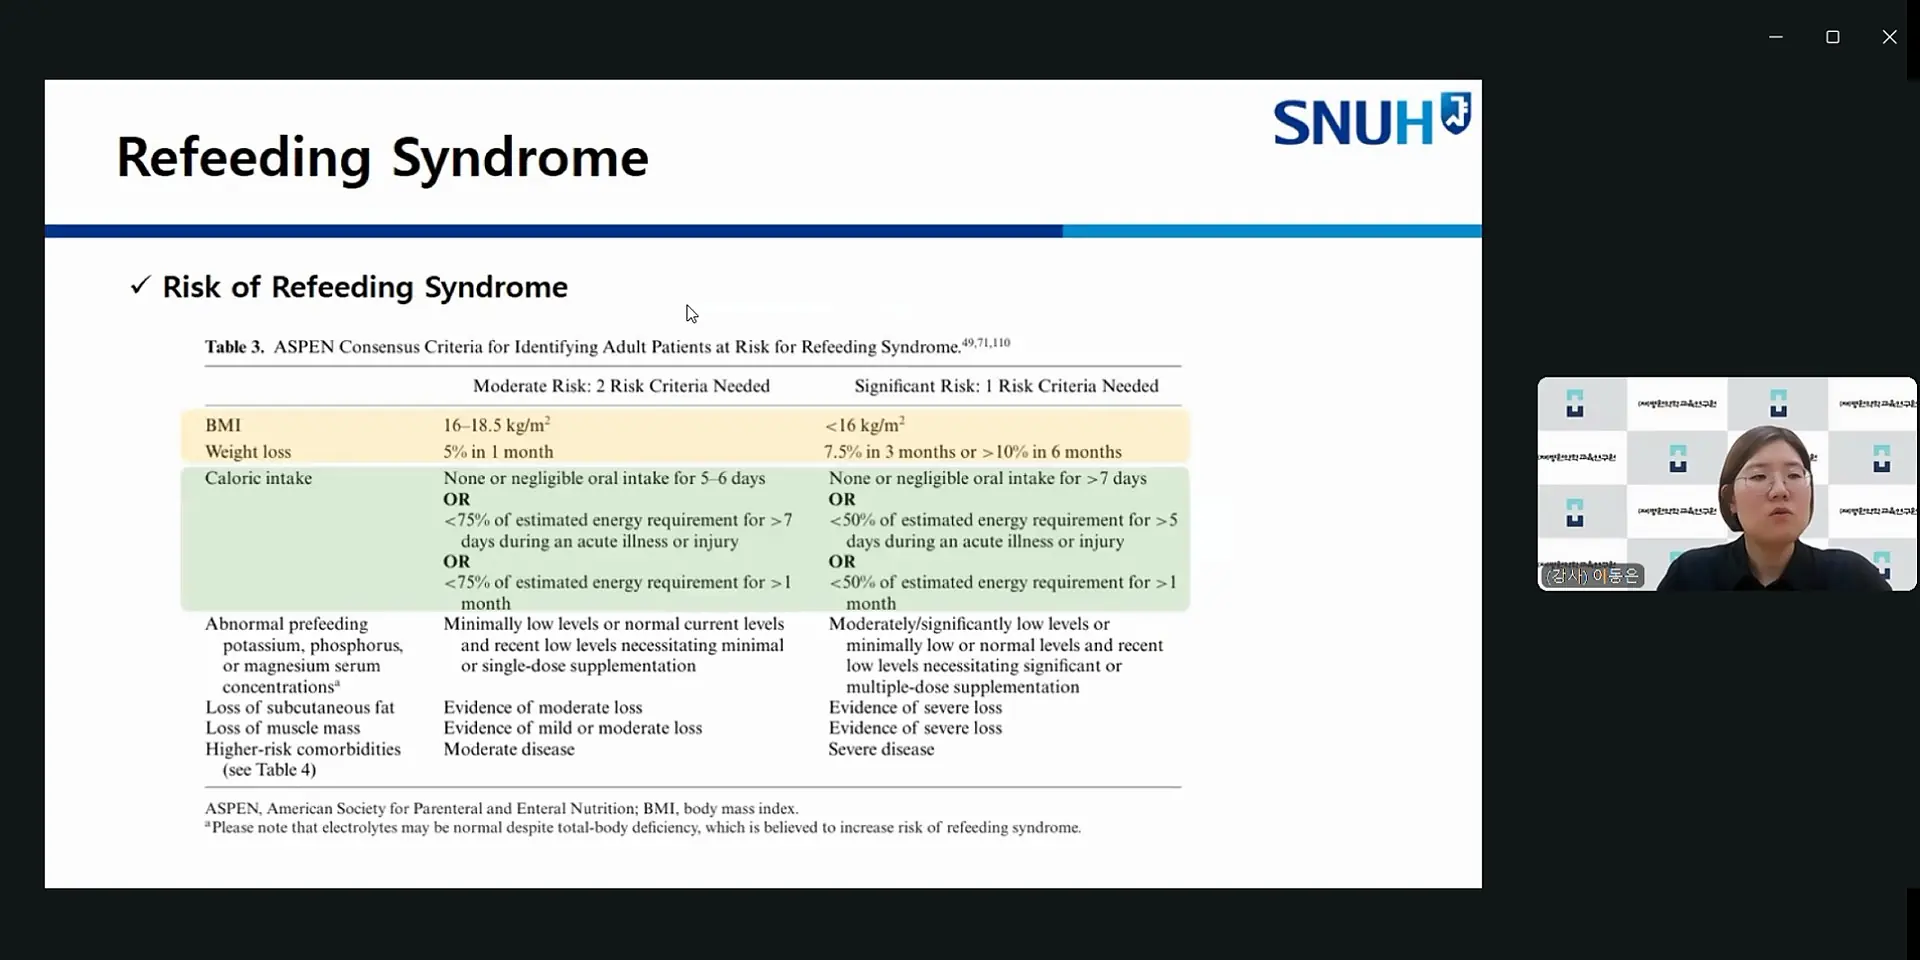 SNUH
Refeeding Syndrome
✓ Risk of Refeeding Syndrome
Table 3. ASPEN Consensus Criteria for Identifying Adult Patients at Risk for Refeeding Syndrome.49,71,110
Moderate Risk: 2 Risk Criteria Needed Significant Risk: 1 Risk Criteria Needed
BMI 16–18.5 kg/m² <16 kg/m²
Weight loss 5% in 1 month 7.5% in 3 months or >10% in 6 months
Caloric intake None or negligible oral intake for 5–6 days None or negligible oral intake for >7 days
OR OR
<75% of estimated energy requirement for >7 <50% of estimated energy requirement for >5
days during an acute illness or injury days during an acute illness or injury
OR OR
<75% of estimated energy requirement for >1 <50% of estimated energy requirement for >1
month month
Abnormal prefeeding Minimally low levels or normal current levels Moderately/significantly low levels or
potassium, phosphorus, and recent low levels necessitating minimal minimally low or normal levels and recent
or magnesium serum or single-dose supplementation low levels necessitating significant or
concentrationsᵃ multiple-dose supplementation
Loss of subcutaneous fat Evidence of moderate loss Evidence of severe loss
Loss of muscle mass Evidence of mild or moderate loss Evidence of severe loss
Higher-risk comorbidities Moderate disease Severe disease
(see Table 4)
ASPEN, American Society for Parenteral and Enteral Nutrition; BMI, body mass index.
ᵃPlease note that electrolytes may be normal despite total-body deficiency, which is believed to increase risk of refeeding syndrome.
(강사) 이동은